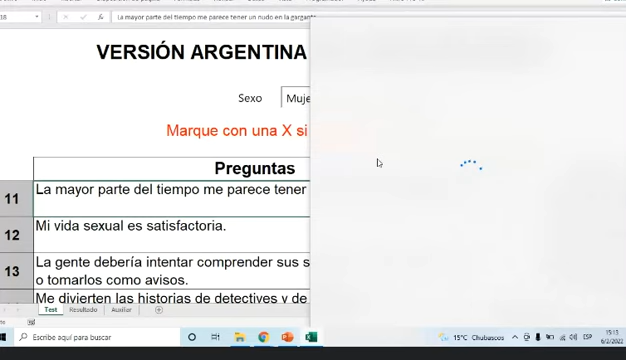 La mayor parte del tiempo me parece tener un nudo en la garganta
VERSIÓN ARGENTINA
Sexo
Muje
Marque con una X si
Preguntas
11
La mayor parte del tiempo me parece tener
12
Mi vida sexual es satisfactoria.
13
La gente debería intentar comprender sus s
o tomarlos como avisos.
Me divierten las historias de detectives y de
Test
Resultado
Auxiliar
Escribe aquí para buscar
15°C Chubascos
ESP
15:13
6/2/2022